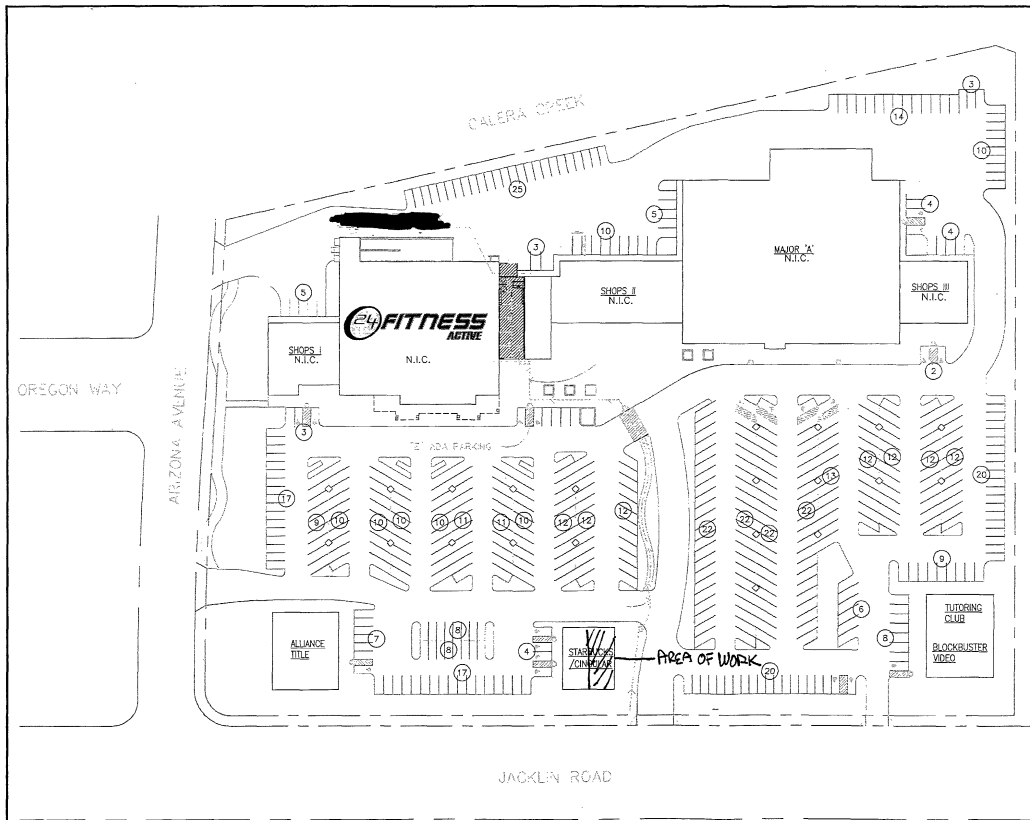 CALERA CREEK
3
14
10
25
5
10
4
3
4
MAJOR 'A'
N.I.C.
SHOPS II
N.I.C.
SHOPS III
N.I.C.
5
24 FITNESS
ACTIVE
N.I.C.
SHOPS I
N.I.C.
2
OREGON WAY
ARIZONA AVENUE
3
17
9 10
10 10
10 11
11 10
12 12
12
22
22 22
22
13
12 12
12 12
20
9
ALLIANCE
TITLE
7
8
8
17
4
STARBUCKS
/CINGULAR
AREA OF WORK
20
6
8
TUTORING
CLUB
BLOCKBUSTER
VIDEO
JACKLIN ROAD